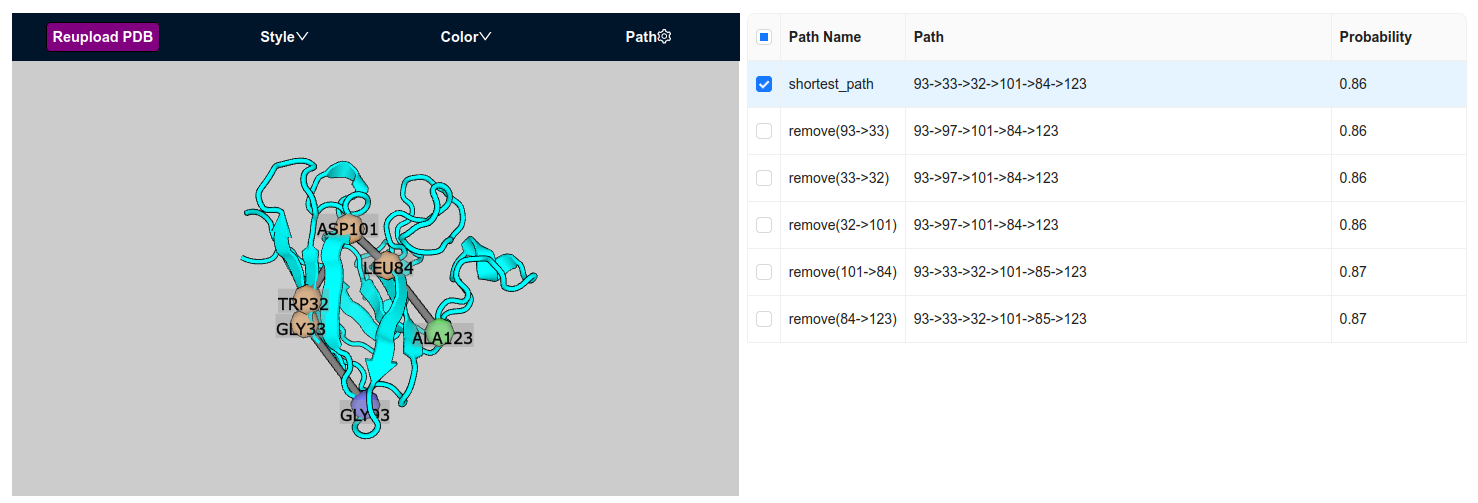 Reupload PDB Style Color Path
ASP101
LEU84
TRP32
GLY33
ALA123
GLY93
Path Name Path Probability
shortest_path 93->33->32->101->84->123 0.86
remove(93->33) 93->97->101->84->123 0.86
remove(33->32) 93->97->101->84->123 0.86
remove(32->101) 93->97->101->84->123 0.86
remove(101->84) 93->33->32->101->85->123 0.87
remove(84->123) 93->33->32->101->85->123 0.87